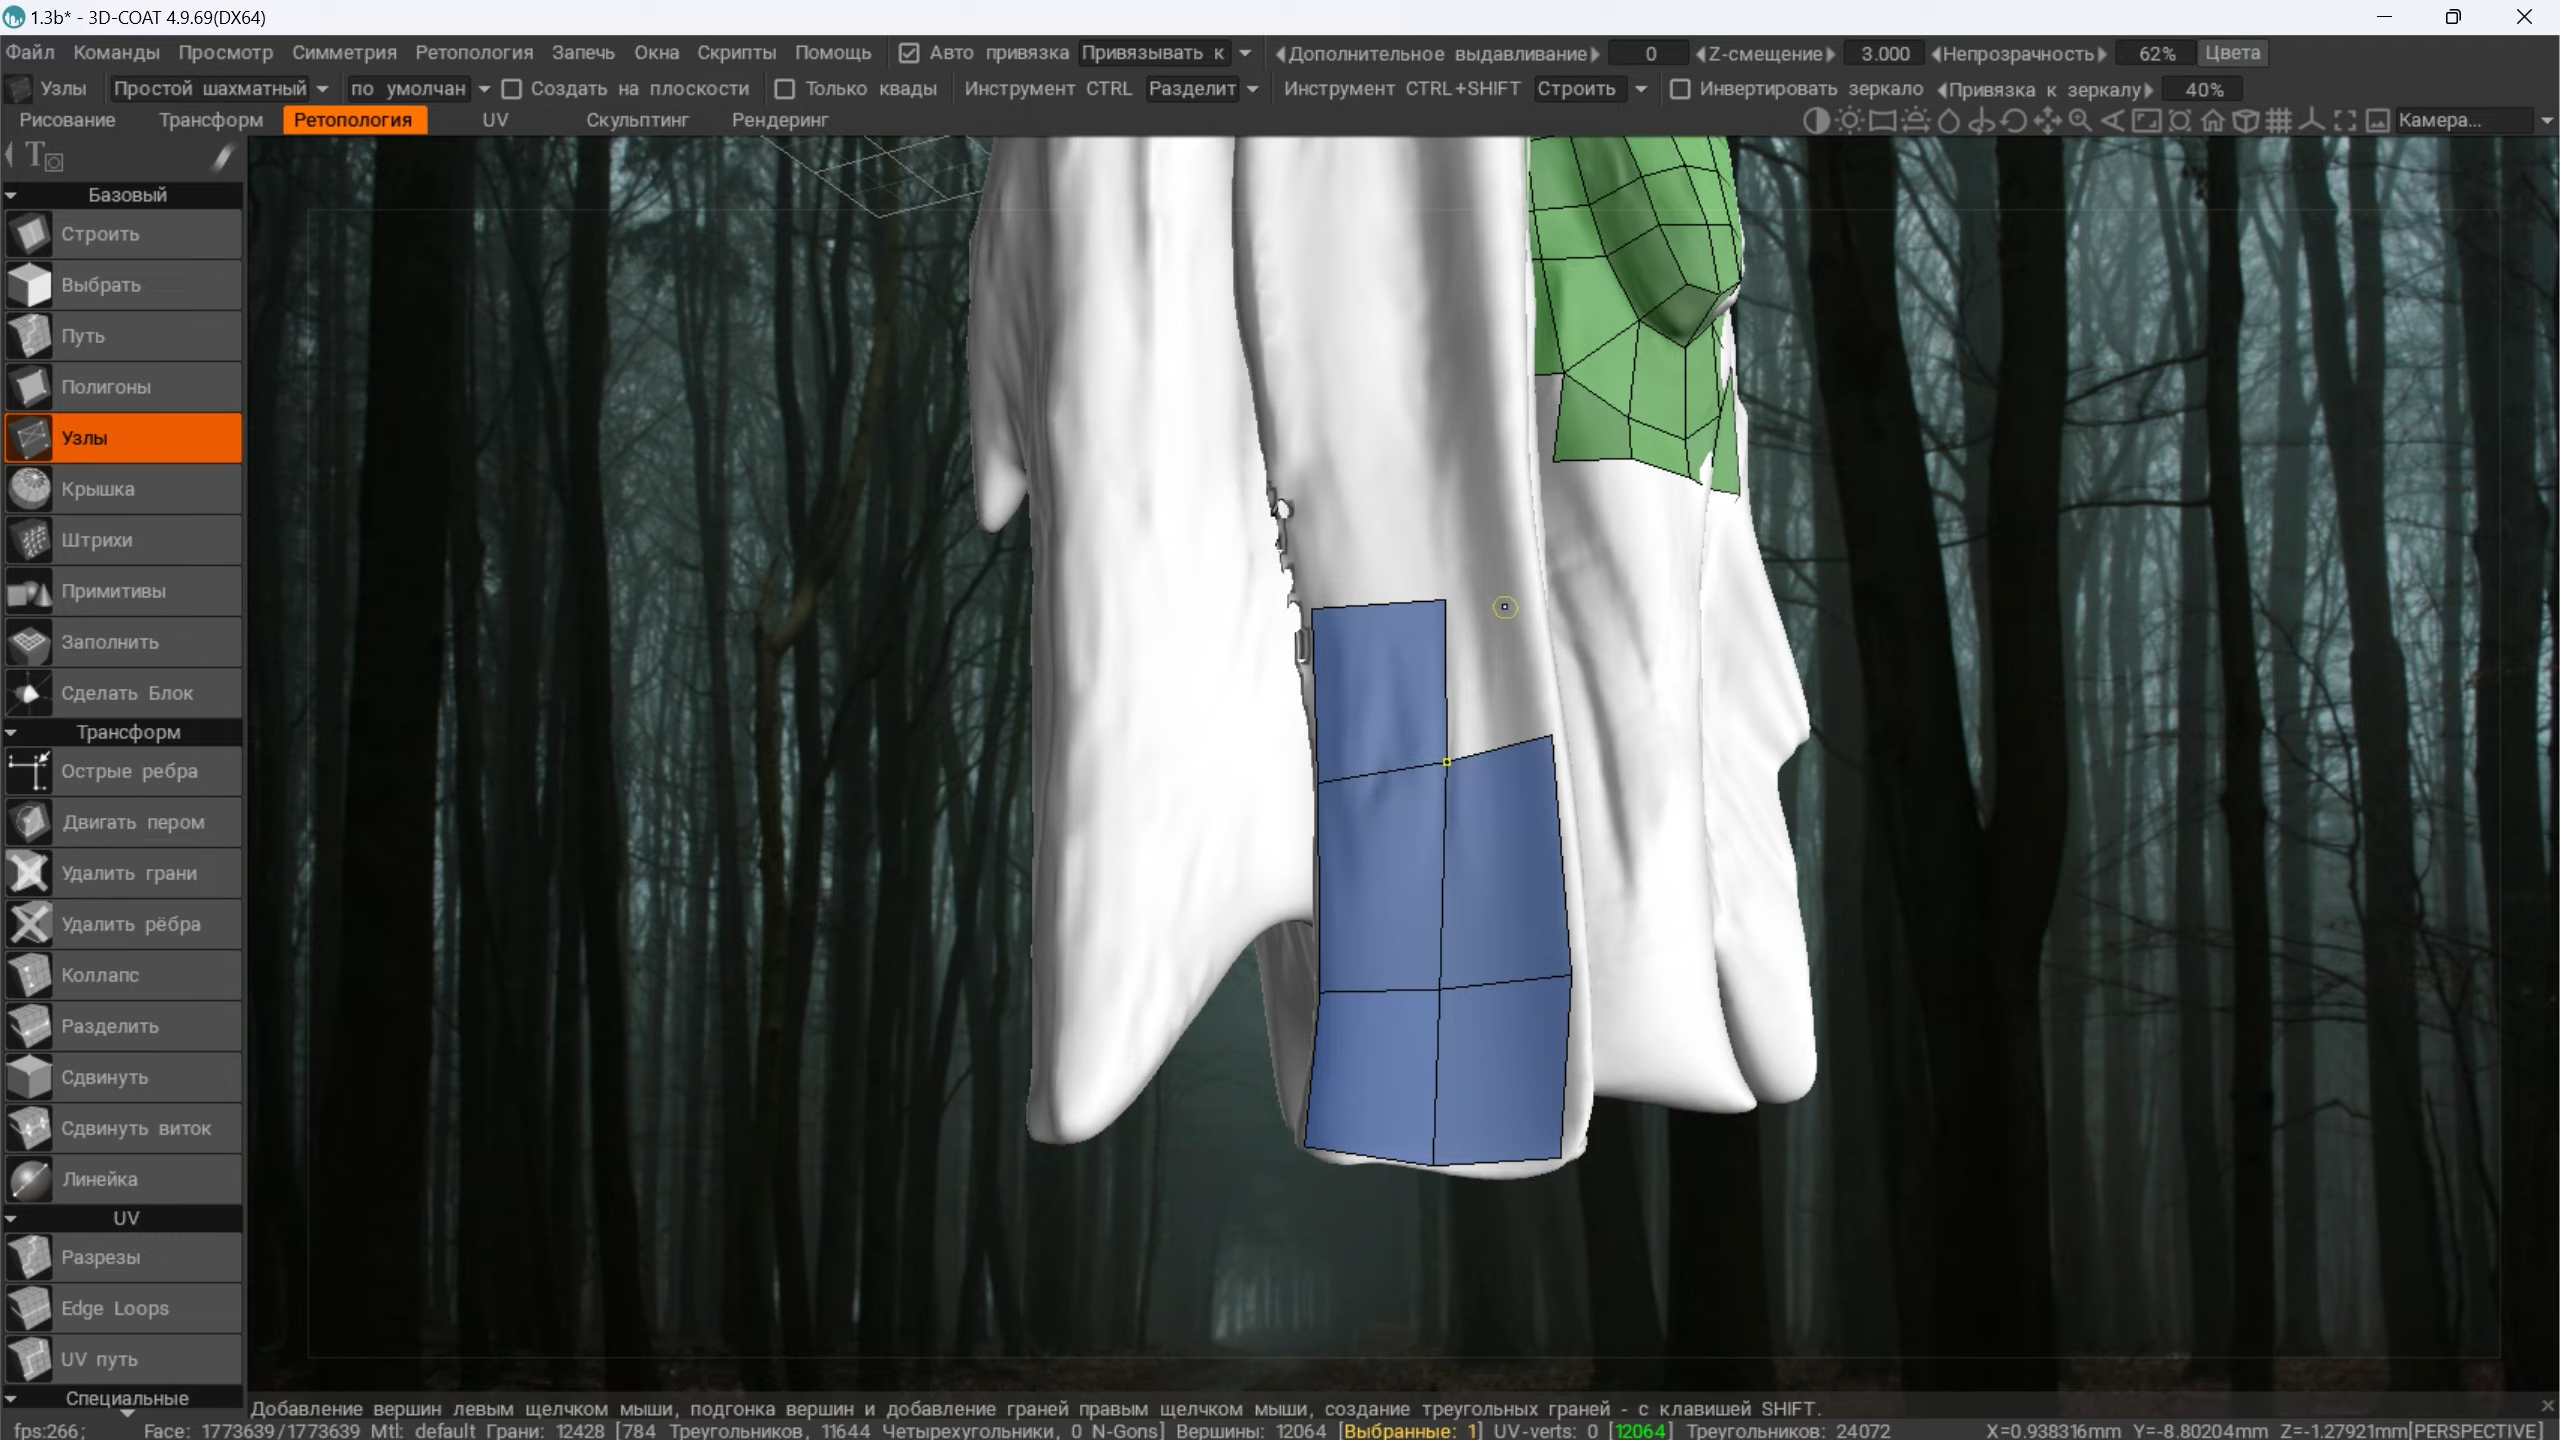 1.3b* - 3D-COAT 4.9.69(DX64)
Файл Команды Просмотр Симметрия Ретопология Запечь Окна Скрипты Помощь Авто привязка Привязывать к Дополнительное выдавливание 0 Z-смещение 3.000 Непрозрачность 62% Цвета
Узлы Простой шахматный по умолчан Создать на плоскости Только квады Инструмент CTRL Разделит Инструмент CTRL+SHIFT Строить Инвертировать зеркало Привязка к зеркалу 40%
Рисование Трансформ Ретопология UV Скульптинг Рендеринг Камера...
Базовый
Строить
Выбрать
Путь
Полигоны
Узлы
Крышка
Штрихи
Примитивы
Заполнить
Сделать Блок
Трансформ
Острые ребра
Двигать пером
Удалить грани
Удалить рёбра
Коллапс
Разделить
Сдвинуть
Сдвинуть виток
Линейка
UV
Разрезы
Edge Loops
UV путь
Специальные
Добавление вершин левым щелчком мыши, подгонка вершин и добавление граней правым щелчком мыши, создание треугольных граней - с клавишей SHIFT.
fps:266; Face: 1773639/1773639 Mtl: default Грани: 12428 [784 Треугольников, 11644 Четырехугольники, 0 N-Gons] Вершины: 12064 [Выбранные: 1] UV-verts: 0 [12064] Треугольников: 24072 X=0.938316mm Y=-8.80204mm Z=-1.27921mm[PERSPECTIVE]